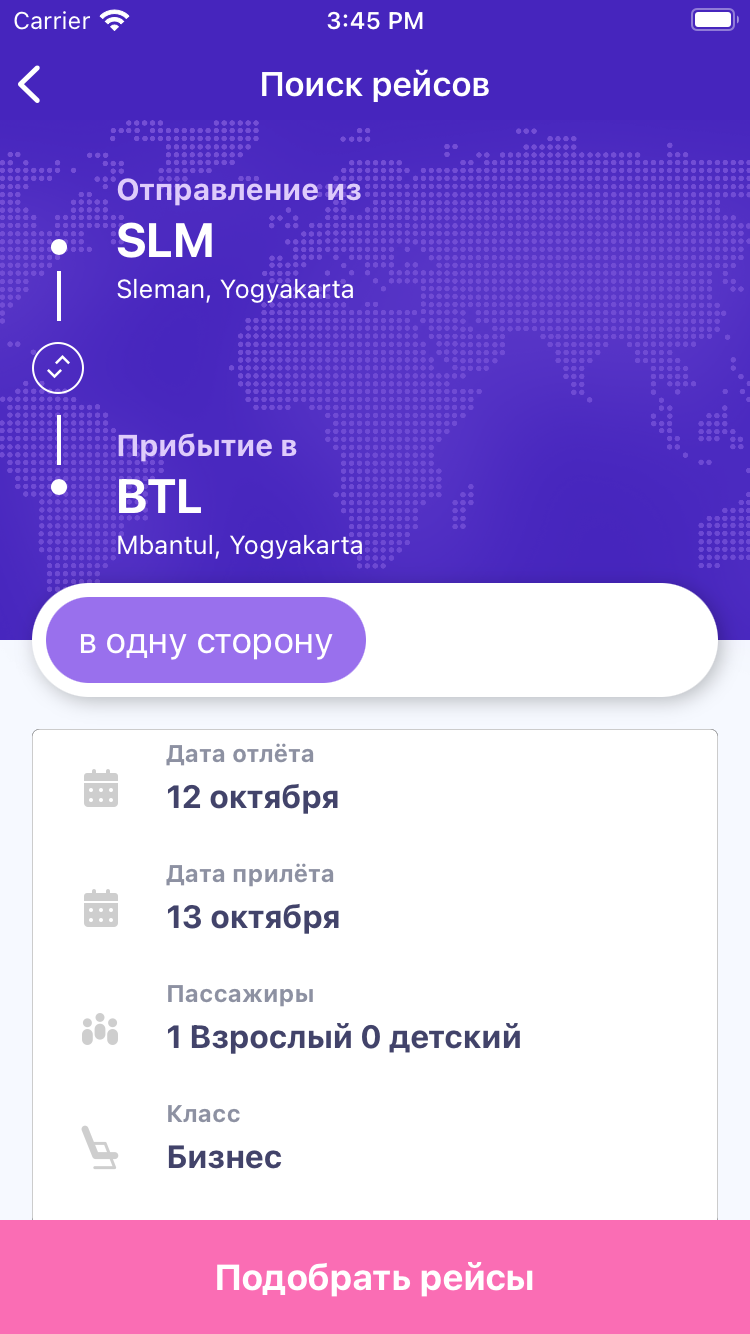 Carrier 3:45 PM
Поиск рейсов
Отправление из
SLM
Sleman, Yogyakarta
Прибытие в
BTL
Mbantul, Yogyakarta
в одну сторону
Дата отлёта
12 октября
Дата прилёта
13 октября
Пассажиры
1 Взрослый 0 детский
Класс
Бизнес
Подобрать рейсы